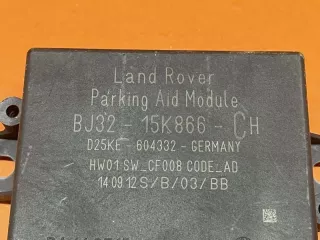 Land Rover
Parking Aid Module
BJ32 - 15K866 - CH
D25KE - 604332 - GERMANY
HW01 SW_CF008 CODE_AD
14 09 12 S/B/03/BB